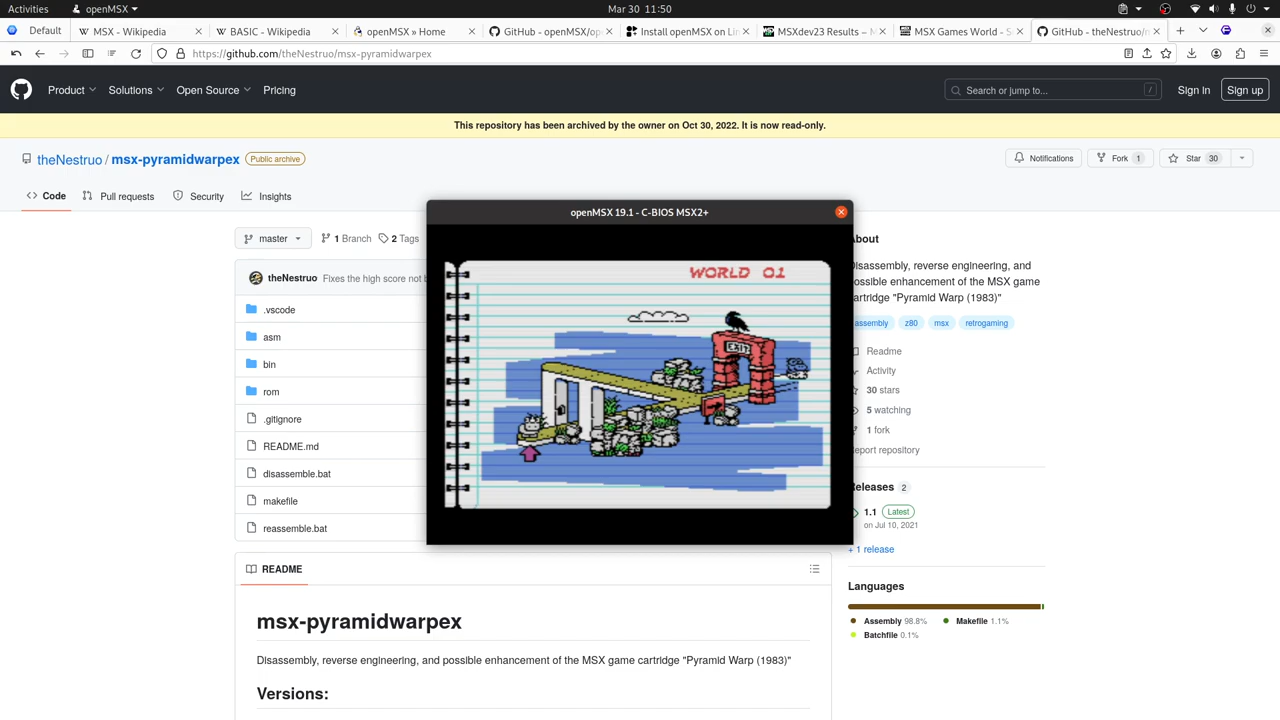 Activities
openMSX
Mar 30 11:50
Default
MSX - Wikipedia
BASIC - Wikipedia
openMSX » Home
GitHub - openMSX/op
Install openMSX on Lin
MSXdev23 Results – M
MSX Games World - S
GitHub - theNestruo/m
https://github.com/theNestruo/msx-pyramidwarpex
Product
Solutions
Open Source
Pricing
Search or jump to...
/
Sign in
Sign up
This repository has been archived by the owner on Oct 30, 2022. It is now read-only.
theNestruo / msx-pyramidwarpex
Public archive
Notifications
Fork 1
Star 30
Code
Pull requests
Security
Insights
openMSX 19.1 - C-BIOS MSX2+
WORLD 01
EXIT
master
1 Branch
2 Tags
theNestruo
Fixes the high score not b
.vscode
asm
bin
rom
.gitignore
README.md
disassemble.bat
makefile
reassemble.bat
README
msx-pyramidwarpex
Disassembly, reverse engineering, and possible enhancement of the MSX game cartridge "Pyramid Warp (1983)"
Versions:
About
Disassembly, reverse engineering, and
possible enhancement of the MSX game
cartridge "Pyramid Warp (1983)"
assembly
z80
msx
retrogaming
Readme
Activity
30 stars
5 watching
1 fork
Report repository
Releases 2
1.1
Latest
on Jul 10, 2021
+ 1 release
Languages
Assembly 98.8%
Makefile 1.1%
Batchfile 0.1%